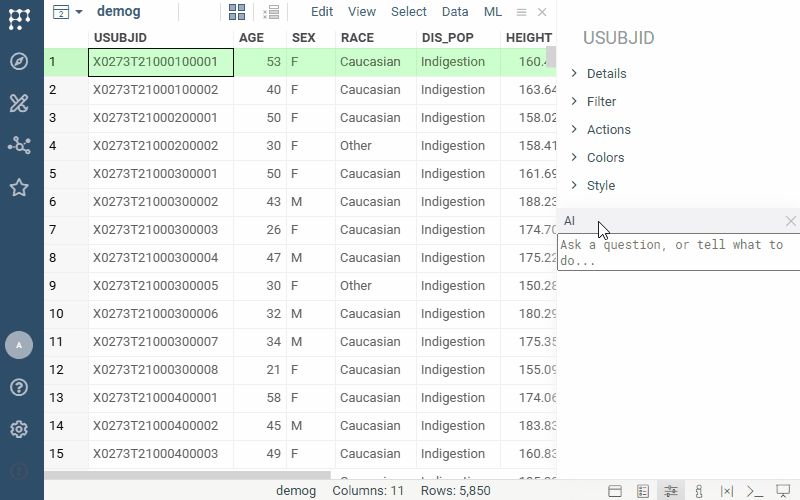 2 demog Edit View Select Data ML
USUBJID
USUBJID AGE SEX RACE DIS_POP HEIGHT
1 X0273T21000100001 53 F Caucasian Indigestion 160.4
2 X0273T21000100002 40 F Caucasian Indigestion 163.64
3 X0273T21000200001 50 F Caucasian Indigestion 158.02
4 X0273T21000200002 30 F Other Indigestion 158.41
5 X0273T21000300001 50 F Caucasian Indigestion 161.69
6 X0273T21000300002 43 M Caucasian Indigestion 188.23
7 X0273T21000300003 26 F Caucasian Indigestion 174.70
8 X0273T21000300004 47 M Caucasian Indigestion 175.22
9 X0273T21000300005 30 F Other Indigestion 150.28
10 X0273T21000300006 32 M Caucasian Indigestion 180.29
11 X0273T21000300007 34 M Caucasian Indigestion 175.35
12 X0273T21000300008 21 F Caucasian Indigestion 155.09
13 X0273T21000400001 58 F Caucasian Indigestion 174.06
14 X0273T21000400002 45 M Caucasian Indigestion 183.83
15 X0273T21000400003 49 F Caucasian Indigestion 160.83
Details
Filter
Actions
Colors
Style
AI
Ask a question, or tell what to
do...
A
demog Columns: 11 Rows: 5,850